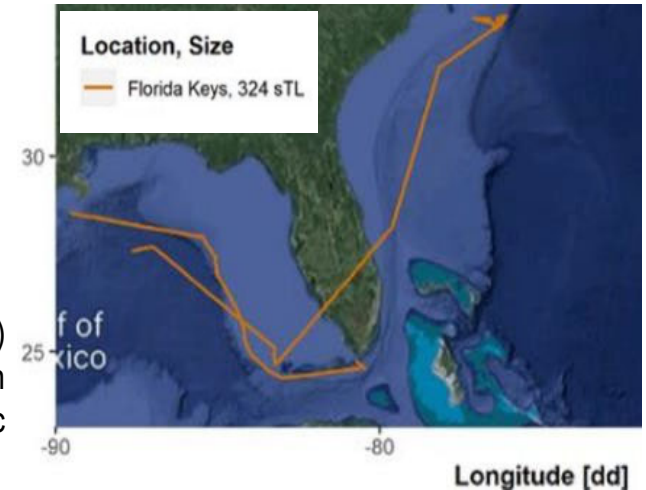 Location, Size
Florida Keys, 324 sTL
30
f of
xico
25
)
n
c
-90
-80
Longitude [dd]